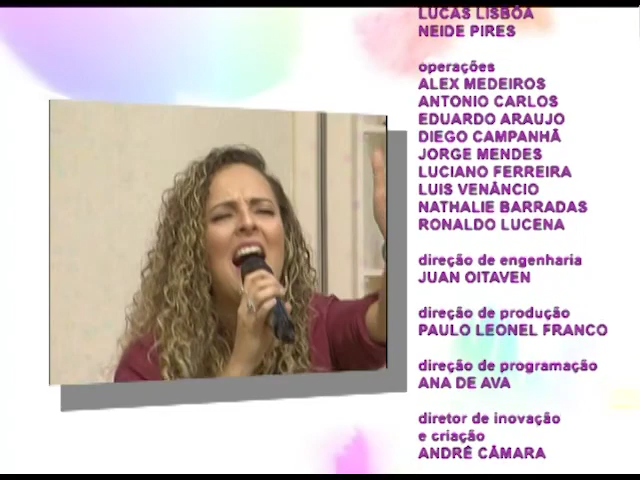 LUCAS LISBÔA
NEIDE PIRES
operações
ALEX MEDEIROS
ANTONIO CARLOS
EDUARDO ARAUJO
DIEGO CAMPANHÃ
JORGE MENDES
LUCIANO FERREIRA
LUIS VENÂNCIO
NATHALIE BARRADAS
RONALDO LUCENA
direção de engenharia
JUAN OITAVEN
direção de produção
PAULO LEONEL FRANCO
direção de programação
ANA DE AVA
diretor de inovação
e criação
ANDRÊ CÂMARA